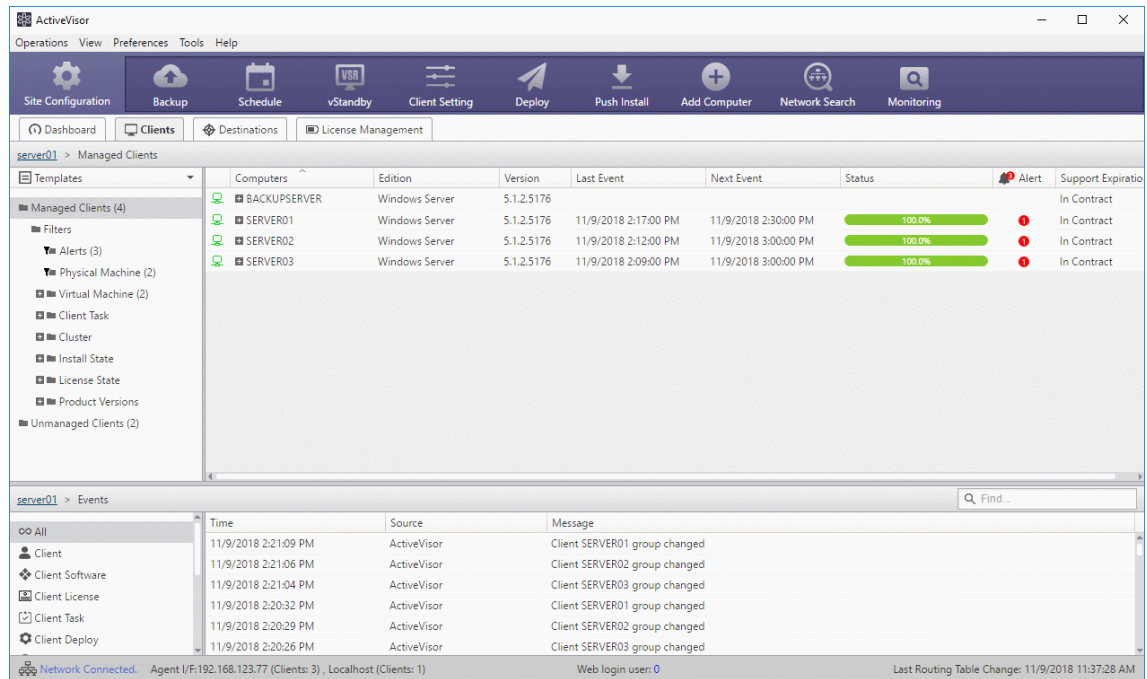 ActiveVisor
Operations View Preferences Tools Help
Site Configuration Backup Schedule VSR vStandby Client Setting Deploy Push Install Add Computer Network Search Monitoring
Dashboard Clients Destinations License Management
server01 > Managed Clients
Templates
Managed Clients (4)
Filters
Alerts (3)
Physical Machine (2)
Virtual Machine (2)
Client Task
Cluster
Install State
License State
Product Versions
Unmanaged Clients (2)
Computers Edition Version Last Event Next Event Status 3 Alert Support Expiratio
BACKUPSERVER Windows Server 5.1.2.5176 In Contract
SERVER01 Windows Server 5.1.2.5176 11/9/2018 2:17:00 PM 11/9/2018 2:30:00 PM 100.0% 1 In Contract
SERVER02 Windows Server 5.1.2.5176 11/9/2018 2:12:00 PM 11/9/2018 3:00:00 PM 100.0% 1 In Contract
SERVER03 Windows Server 5.1.2.5176 11/9/2018 2:09:00 PM 11/9/2018 3:00:00 PM 100.0% 1 In Contract
server01 > Events
Find...
All
Client
Client Software
Client License
Client Task
Client Deploy
Time Source Message
11/9/2018 2:21:09 PM ActiveVisor Client SERVER01 group changed
11/9/2018 2:21:06 PM ActiveVisor Client SERVER02 group changed
11/9/2018 2:21:04 PM ActiveVisor Client SERVER03 group changed
11/9/2018 2:20:32 PM ActiveVisor Client SERVER01 group changed
11/9/2018 2:20:29 PM ActiveVisor Client SERVER02 group changed
11/9/2018 2:20:26 PM ActiveVisor Client SERVER03 group changed
Network Connected. Agent I/F:192.168.123.77 (Clients: 3) , Localhost (Clients: 1) Web login user: 0 Last Routing Table Change: 11/9/2018 11:37:28 AM